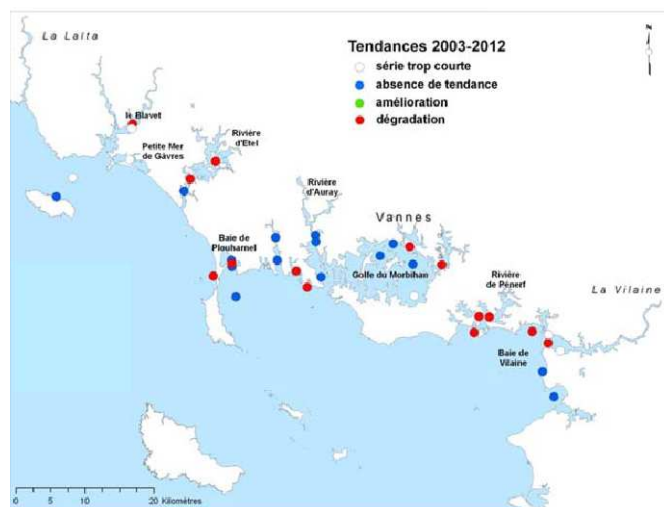 La Laïta
Tendances 2003-2012
N
série trop courte
absence de tendance
amélioration
dégradation
le Blavet
Petite Mer
de Gâvres
Rivière
d'Etel
Rivière
d'Auray
Vannes
Baie de
Plouharnel
Golfe du Morbihan
Rivière
de Pénerf
La Vilaine
Baie de
Vilaine
0 5 10 20 Kilomètres